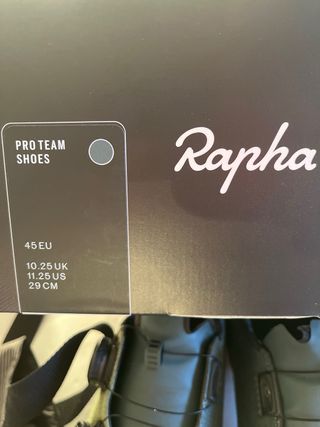 PRO TEAM
SHOES
Rapha
45 EU
10.25 UK
11.25 US
29 CM